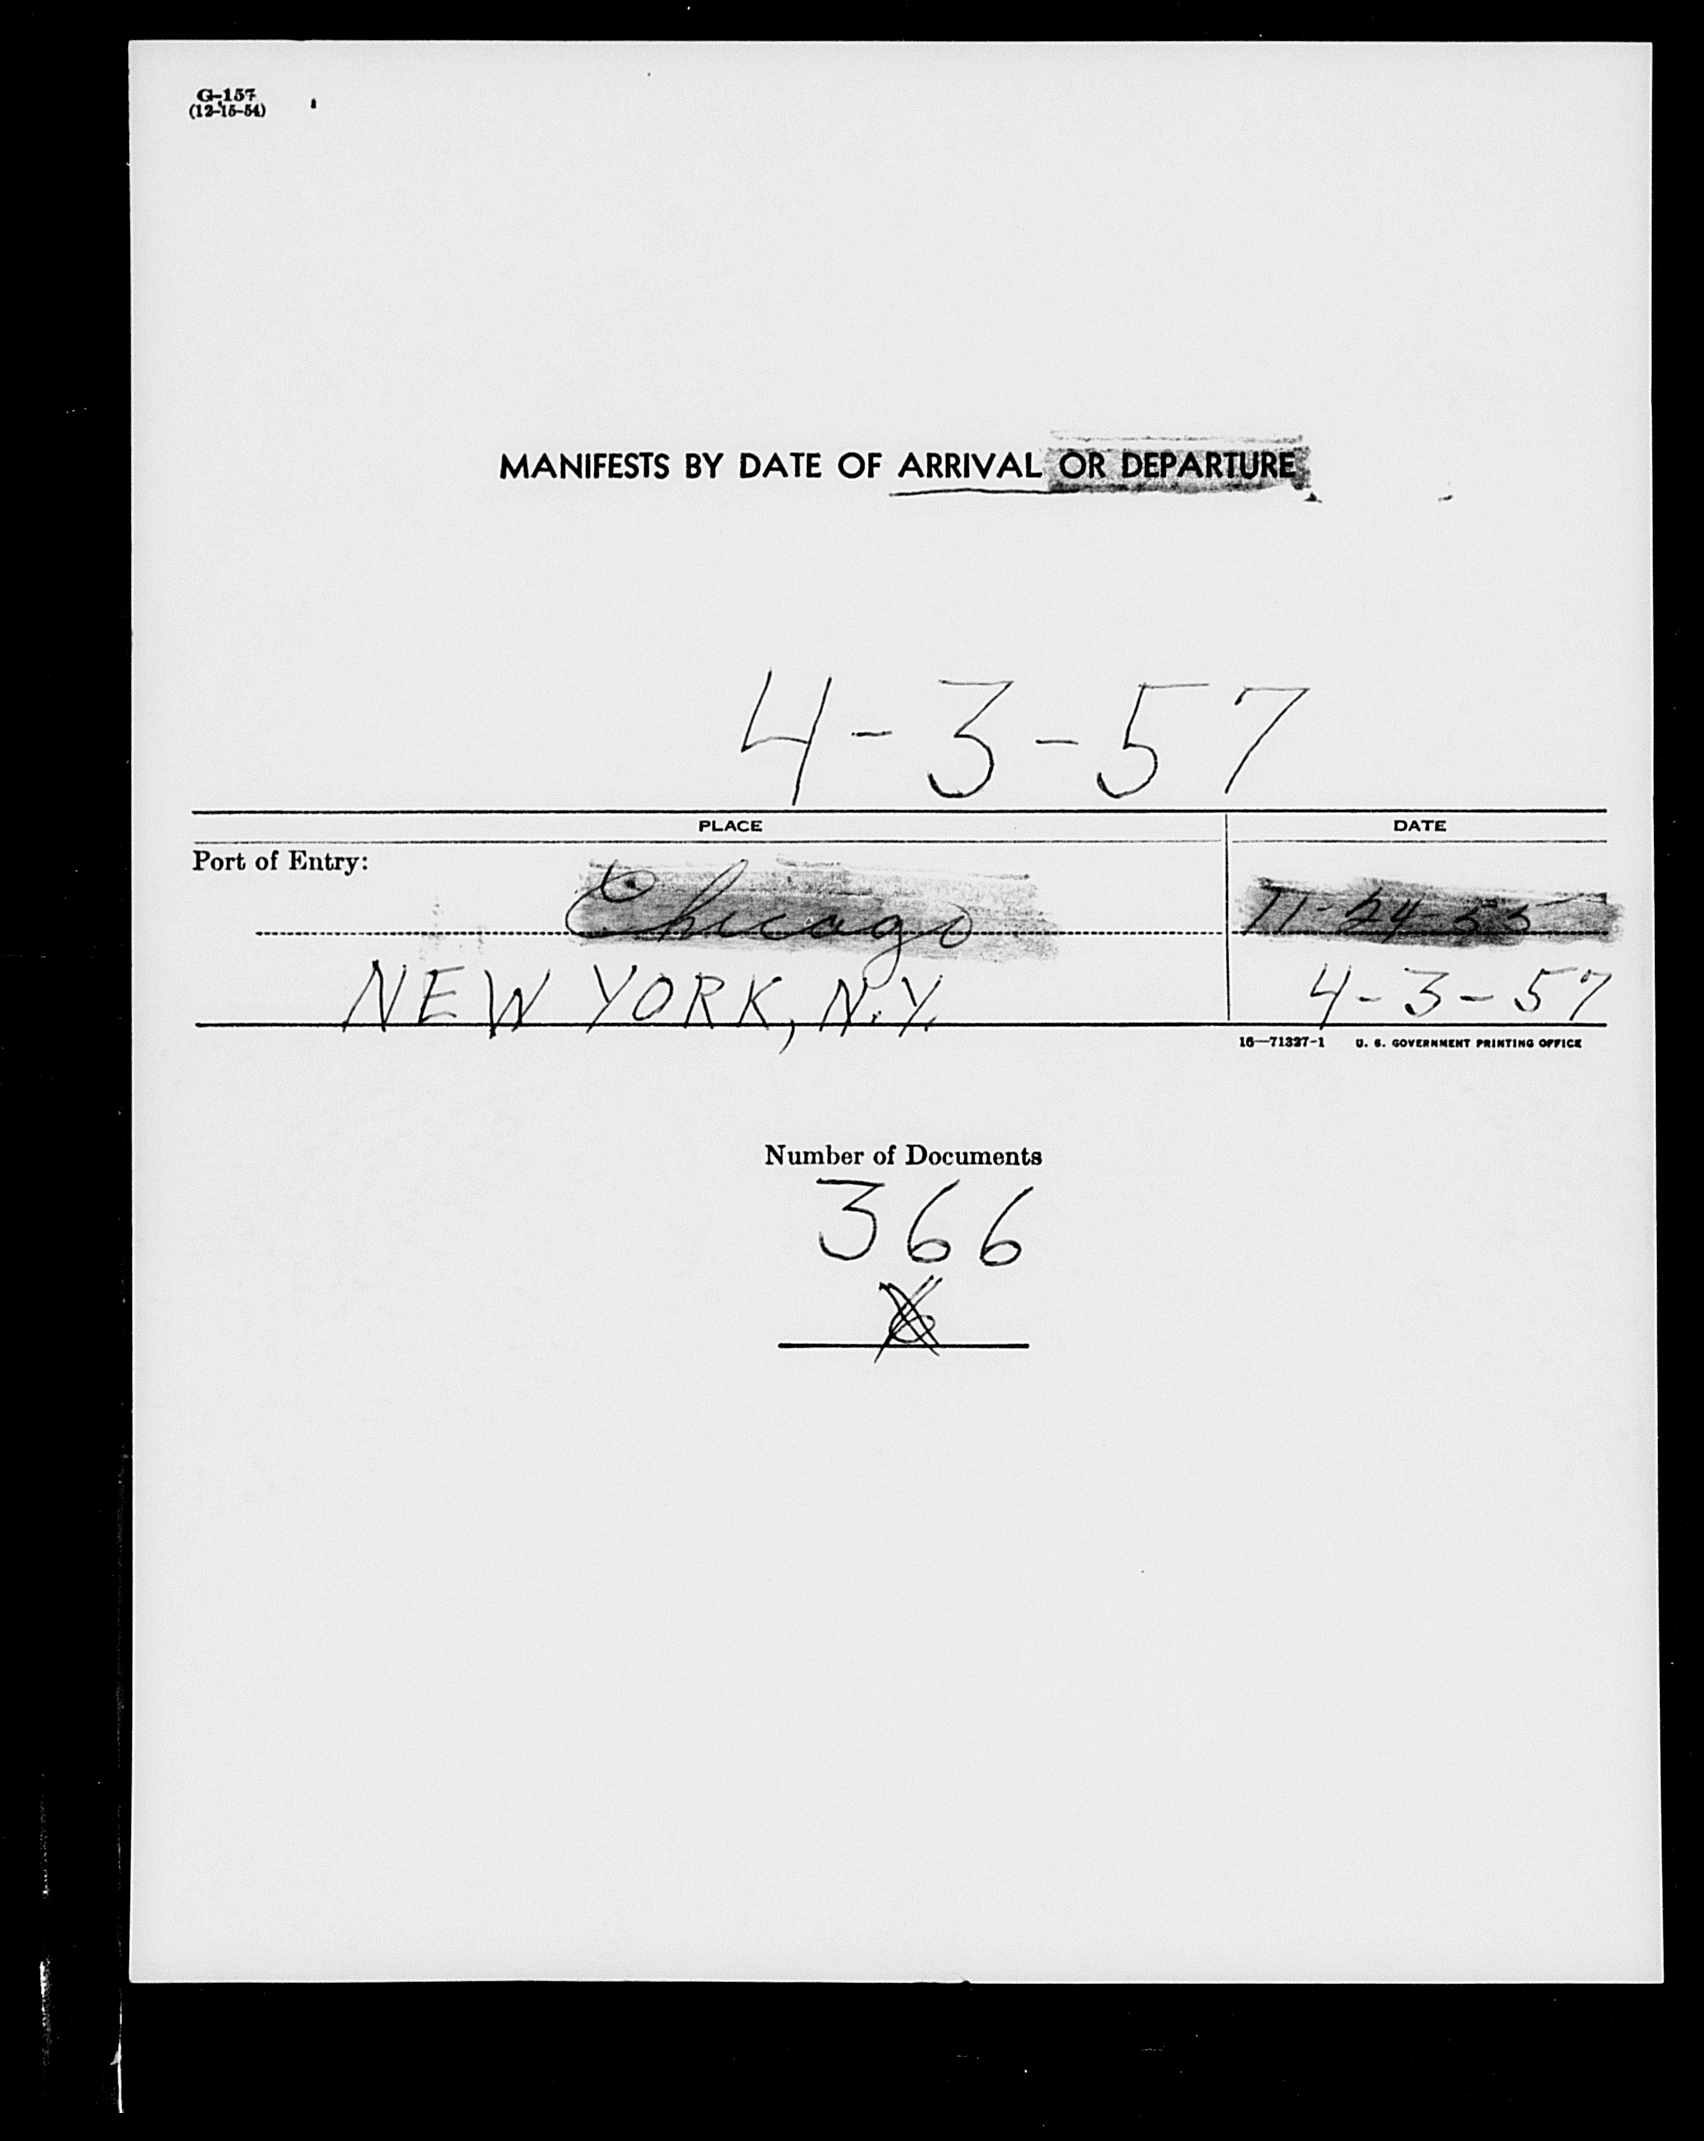 G-157
(12-15-54)
MANIFESTS BY DATE OF ARRIVAL OR DEPARTURE
4-3-57
PLACE DATE
Port of Entry:
Chicago 11-24-55
NEW YORK, N.Y. 4-3-57
16—71327-1 U. S. GOVERNMENT PRINTING OFFICE
Number of Documents
366
6